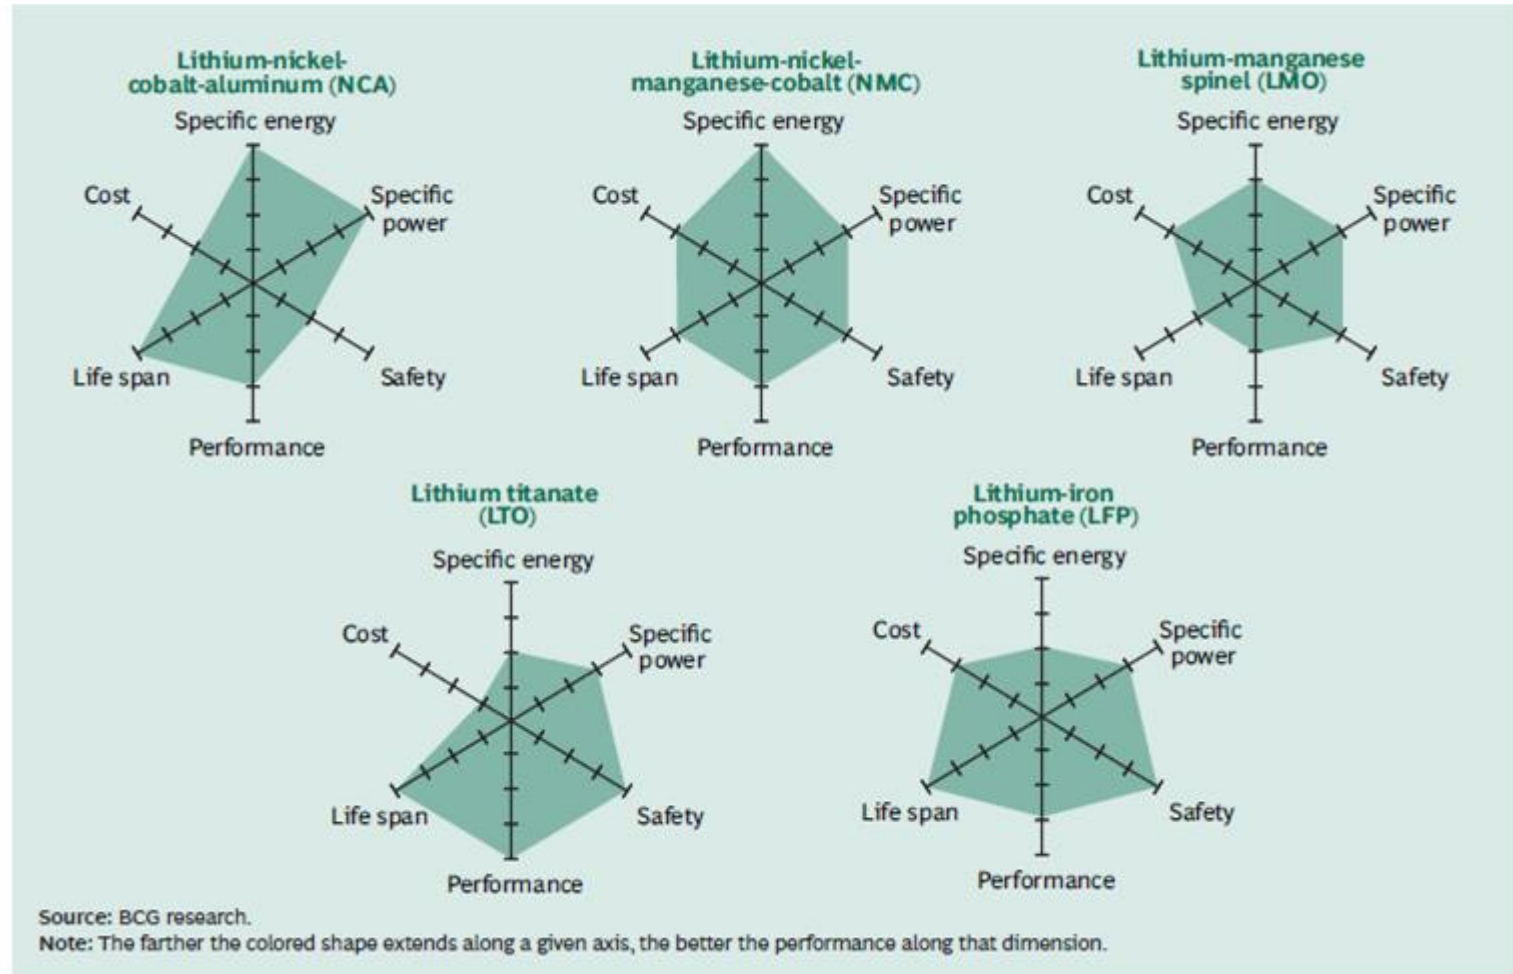 Lithium-nickel-
cobalt-aluminum (NCA)
Specific energy
Cost
Specific
power
Life span
Safety
Performance
Lithium-nickel-
manganese-cobalt (NMC)
Specific energy
Cost
Specific
power
Life span
Safety
Performance
Lithium-manganese
spinel (LMO)
Specific energy
Cost
Specific
power
Life span
Safety
Performance
Lithium titanate
(LTO)
Specific energy
Cost
Specific
power
Life span
Safety
Performance
Lithium-iron
phosphate (LFP)
Specific energy
Cost
Specific
power
Life span
Safety
Performance
Source: BCG research.
Note: The farther the colored shape extends along a given axis, the better the performance along that dimension.